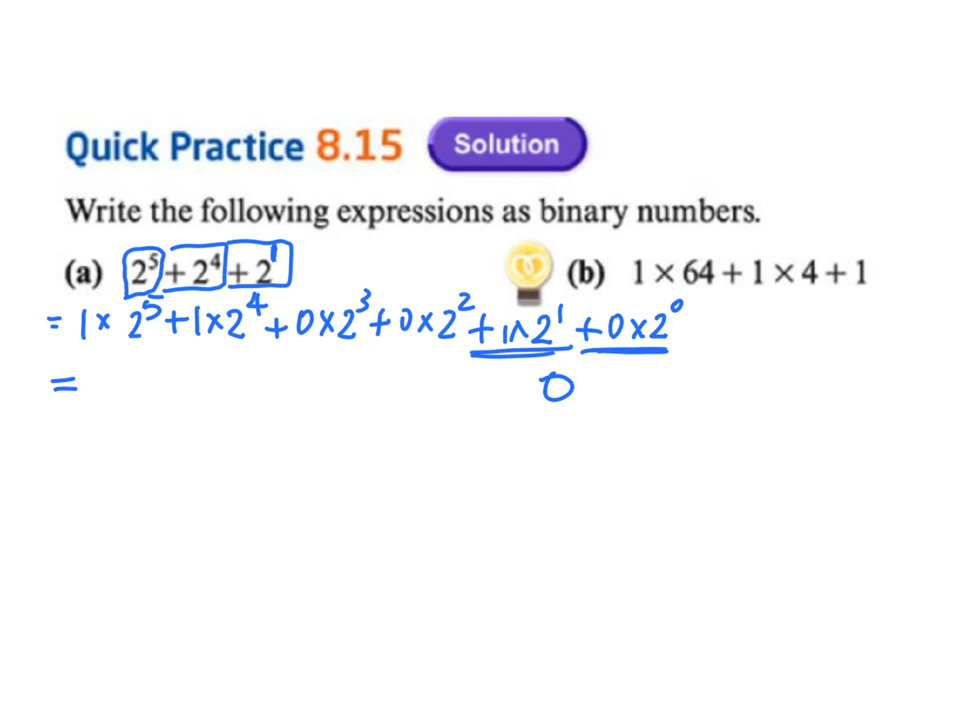 Quick Practice 8.15 Solution
Write the following expressions as binary numbers.
(a) 2⁵ + 2⁴ + 2¹ (b) 1 × 64 + 1 × 4 + 1
= 1 × 2⁵ + 1 × 2⁴ + 0 × 2³ + 0 × 2² + 1 × 2¹ + 0 × 2⁰
= 0